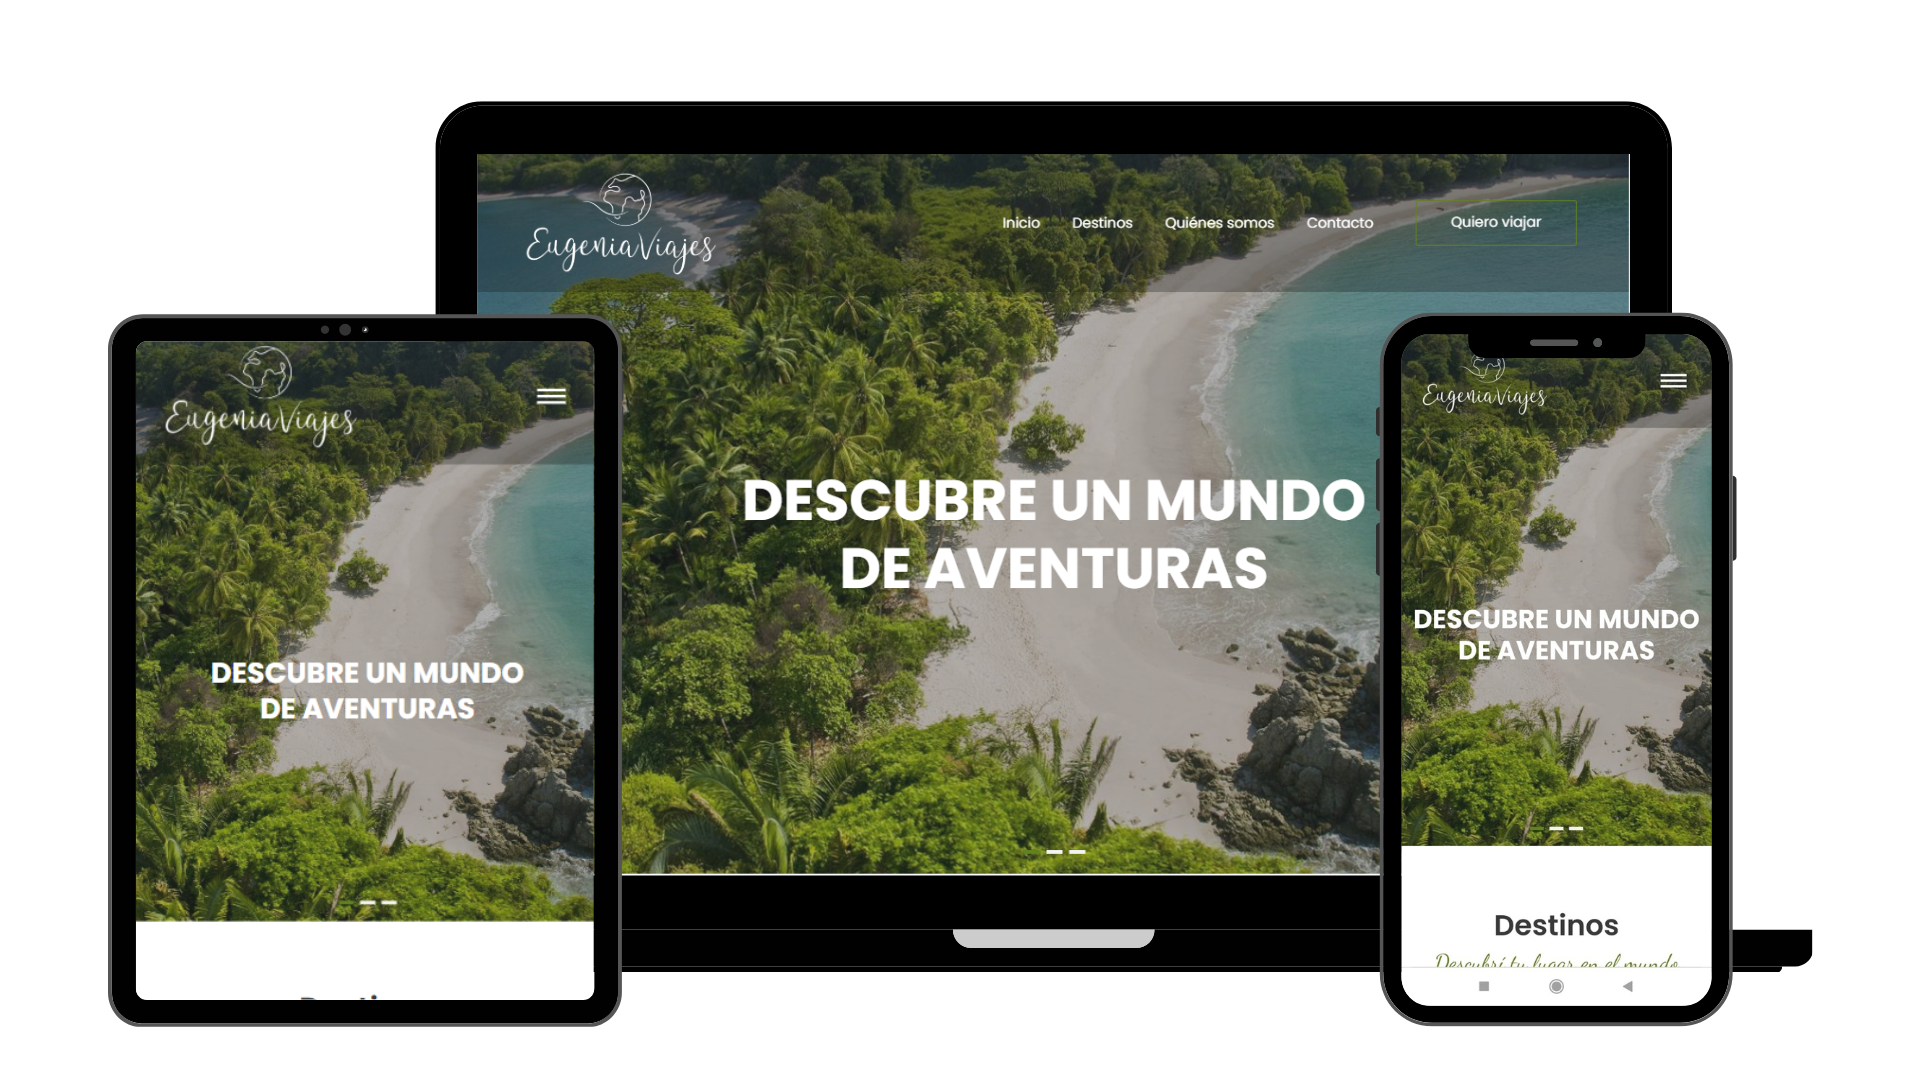 EugeniaViajes
Inicio Destinos Quiénes somos Contacto Quiero viajar
DESCUBRE UN MUNDO
DE AVENTURAS
EugeniaViajes
DESCUBRE UN MUNDO
DE AVENTURAS
EugeniaViajes
DESCUBRE UN MUNDO
DE AVENTURAS
Destinos
Descubrí tu lugar en el mundo